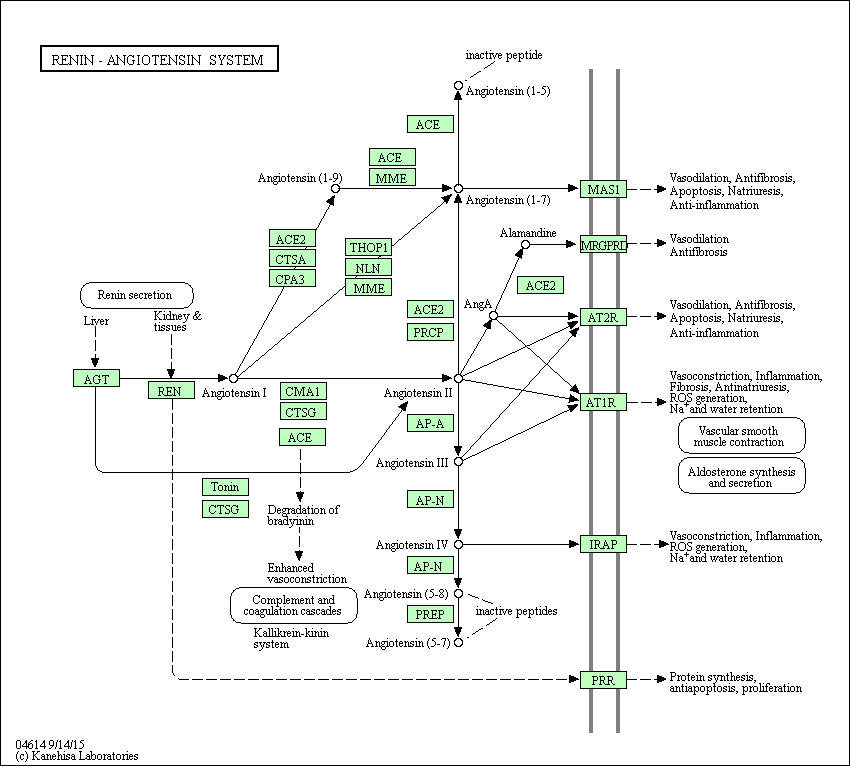 RENIN - ANGIOTENSIN SYSTEM
inactive peptide
Angiotensin (1-5)
ACE
ACE
MME
Angiotensin (1-9)
Angiotensin (1-7)
MAS1
Vasodilation, Antifibrosis,
Apoptosis, Natriuresis,
Anti-inflammation
Alamandine
MRGPRD
Vasodilation
Antifibrosis
ACE2
CTSA
CPA3
THOP1
NLN
MME
ACE2
AngA
ACE2
PRCP
AT2R
Vasodilation, Antifibrosis,
Apoptosis, Natriuresis,
Anti-inflammation
Renin secretion
Liver
Kidney &
tissues
AGT
REN
Angiotensin I
CMA1
CTSG
ACE
Angiotensin II
AT1R
Vasoconstriction, Inflammation,
Fibrosis, Antinatriuresis,
ROS generation,
Na+ and water retention
Vascular smooth
muscle contraction
Aldosterone synthesis
and secretion
AP-A
Angiotensin III
Tonin
CTSG
Degradation of
bradyinin
AP-N
Angiotensin IV
IRAP
Vasoconstriction, Inflammation,
ROS generation,
Na+ and water retention
Enhanced
vasoconstriction
AP-N
Complement and
coagulation cascades
Kallikrein-kinin
system
Angiotensin (5-8)
PREP
inactive peptides
Angiotensin (5-7)
PRR
Protein synthesis,
antiapoptosis, proliferation
04614 9/14/15
(c) Kanehisa Laboratories